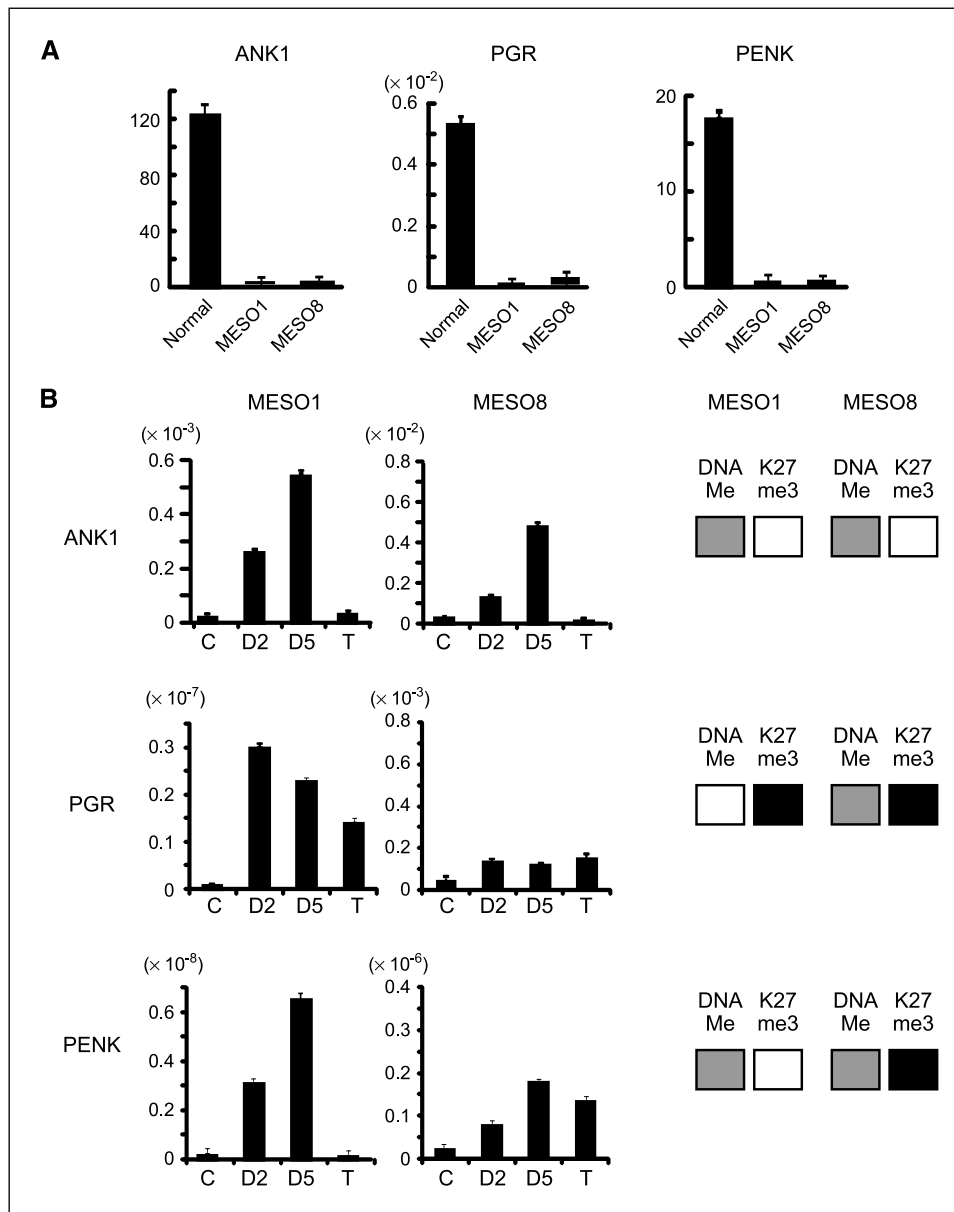 A
ANK1 PGR PENK
(× 10-2)
120
80
40
0
0.6
0.4
0.2
0
20
10
0
Normal MESO1 MESO8
Normal MESO1 MESO8
Normal MESO1 MESO8
B
MESO1 MESO8 MESO1 MESO8
ANK1
(× 10-3)
0.6
0.4
0.2
0
C D2 D5 T
(× 10-2)
0.8
0.6
0.4
0.2
0
C D2 D5 T
DNA K27 DNA K27
Me me3 Me me3
PGR
(× 10-7)
0.3
0.2
0.1
0
C D2 D5 T
(× 10-3)
0.8
0.6
0.4
0.2
0
C D2 D5 T
DNA K27 DNA K27
Me me3 Me me3
PENK
(× 10-8)
0.6
0.4
0.2
0
C D2 D5 T
(× 10-6)
0.4
0.3
0.2
0.1
0
C D2 D5 T
DNA K27 DNA K27
Me me3 Me me3